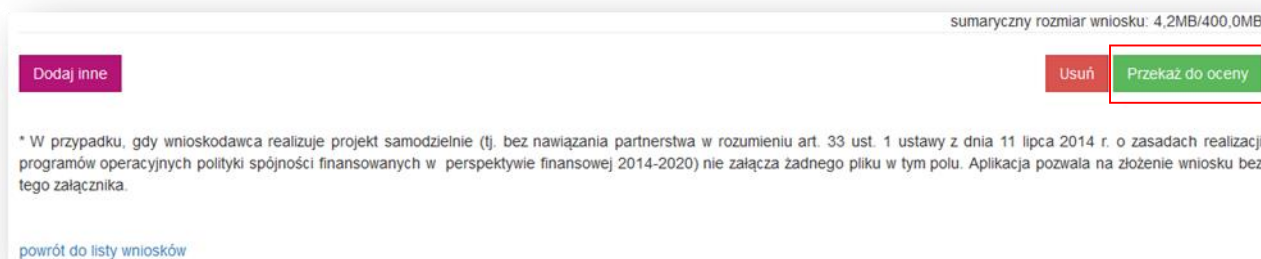 sumaryczny rozmiar wniosku: 4,2MB/400,0MB
Dodaj inne
Usuń
Przekaż do oceny
* W przypadku, gdy wnioskodawca realizuje projekt samodzielnie (tj. bez nawiązania partnerstwa w rozumieniu art. 33 ust. 1 ustawy z dnia 11 lipca 2014 r. o zasadach realizacji
programów operacyjnych polityki spójności finansowanych w perspektywie finansowej 2014-2020) nie załącza żadnego pliku w tym polu. Aplikacja pozwala na złożenie wniosku bez
tego załącznika.
powrót do listy wniosków